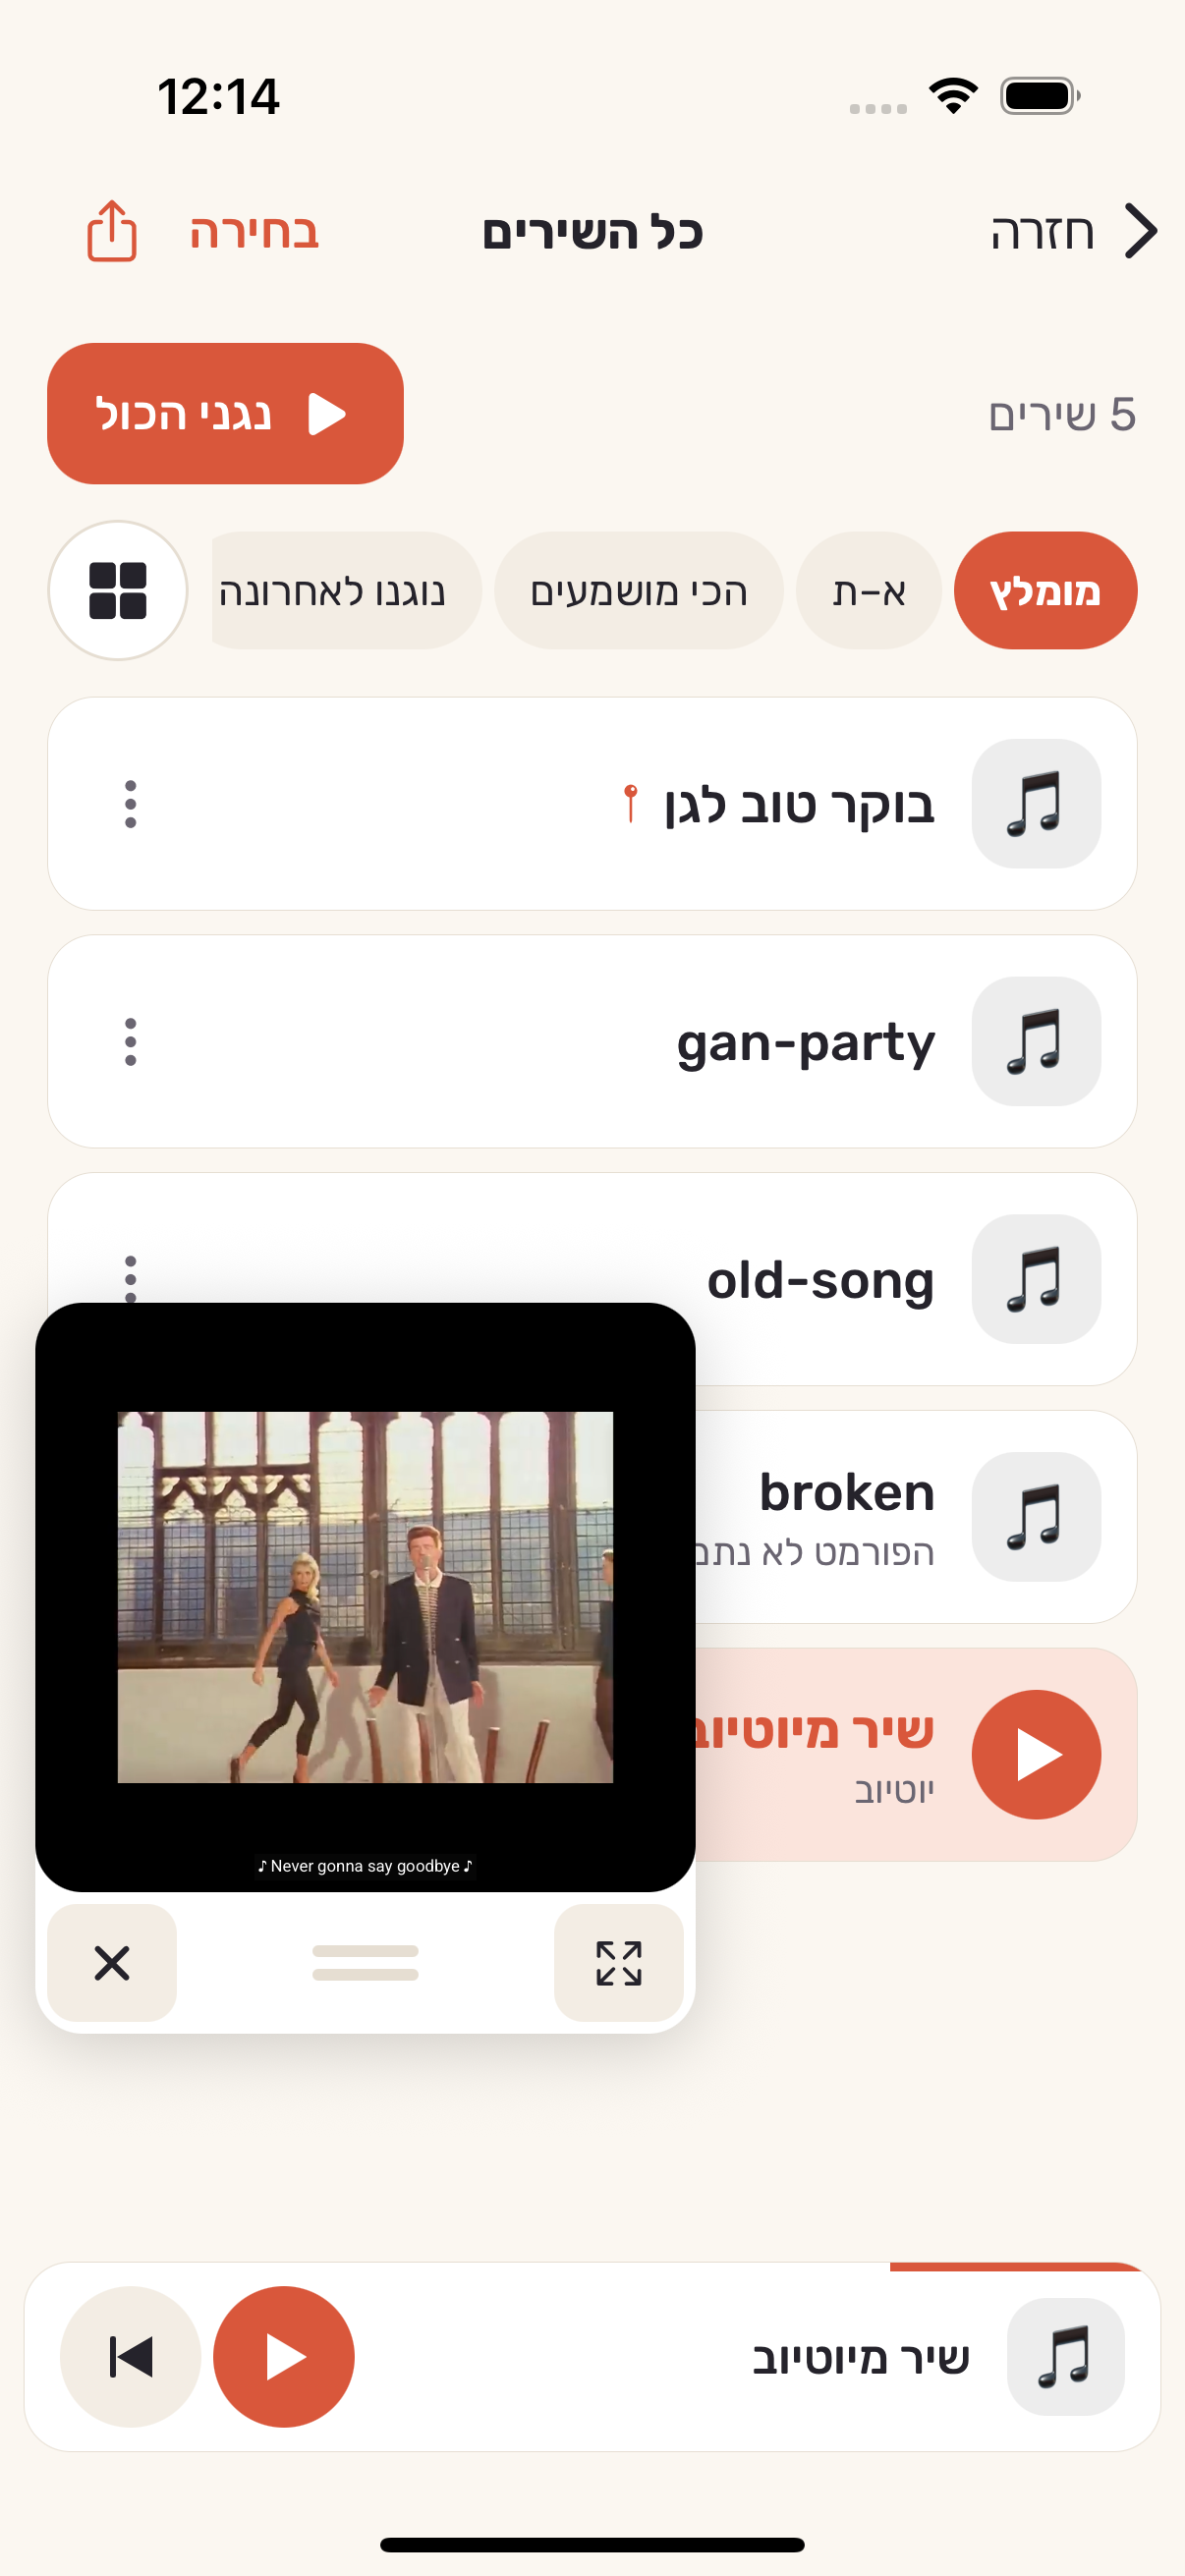 12:14
חזרה
כל השירים
בחירה
5 שירים
נגני הכול
מומלץ
א–ת
הכי מושמעים
נוגנו לאחרונה
בוקר טוב לגן
gan-party
old-song
broken
הפורמט לא
שיר מיוטיוב
יוטיוב
♪ Never gonna say goodbye ♪
שיר מיוטיוב